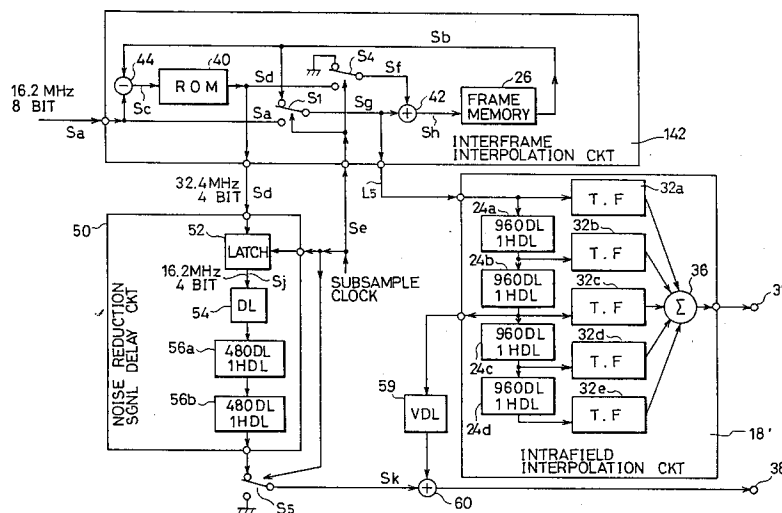 44
40
ROM
Sc
Sd
S4
Sf
Sb
16.2 MHz
8 BIT
Sa
Sa
S1
Sg
42
Sh
26
FRAME
MEMORY
INTERFRAME
INTERPOLATION CKT
142
32.4MHz
4 BIT
Sd
Se
L5
50
52
LATCH
16.2MHz
4 BIT
Sj
SUBSAMPLE
CLOCK
54
DL
56a
480DL
1HDL
56b
480DL
1HDL
NOISE REDUCTION
SGNL DELAY CKT
S5
Sk
59
VDL
60
24a
960DL
1HDL
24b
960DL
1HDL
960DL
1HDL
24c
960DL
1HDL
24d
T.F
32a
T.F
32b
T.F
32c
T.F
32d
T.F
32e
36
Σ
18'
INTRAFIELD
INTERPOLATION CKT
38